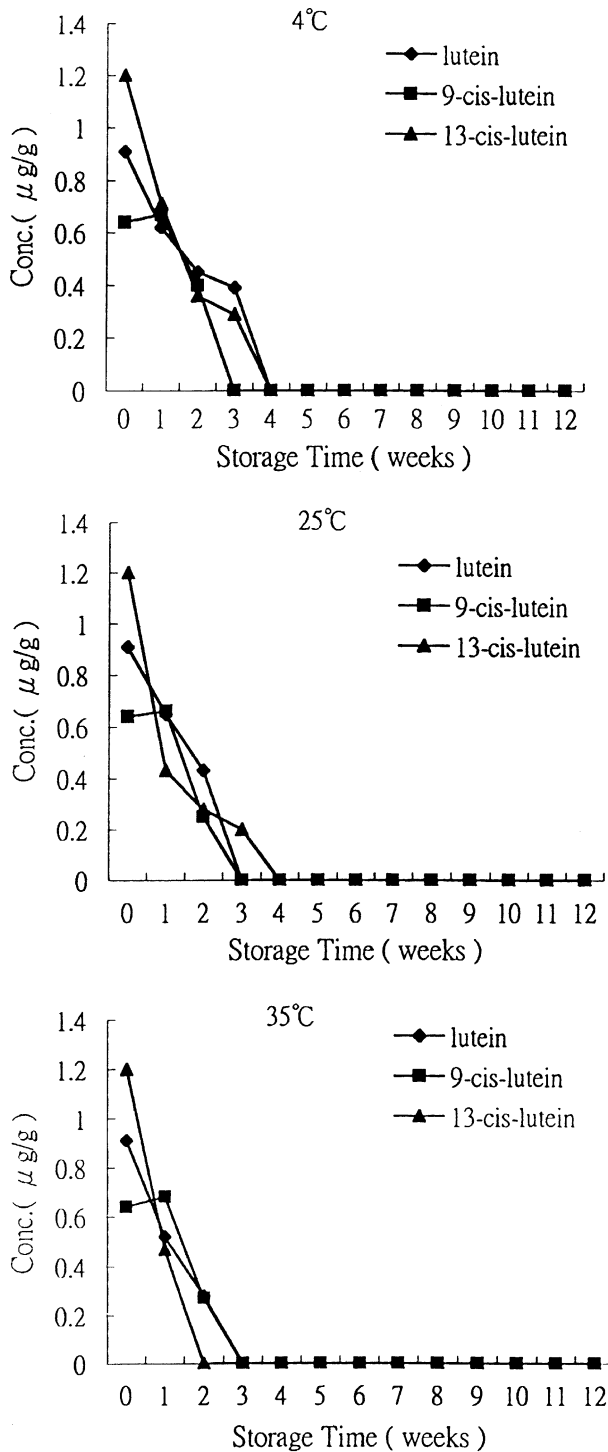 4℃
1.4
1.2
1
0.8
0.6
0.4
0.2
0
Conc.( μg/g)
lutein
9-cis-lutein
13-cis-lutein
0 1 2 3 4 5 6 7 8 9 10 11 12
Storage Time ( weeks )
25℃
1.4
1.2
1
0.8
0.6
0.4
0.2
0
Conc.( μg/g)
lutein
9-cis-lutein
13-cis-lutein
0 1 2 3 4 5 6 7 8 9 10 11 12
Storage Time ( weeks )
35℃
1.4
1.2
1
0.8
0.6
0.4
0.2
0
Conc.( μg/g)
lutein
9-cis-lutein
13-cis-lutein
0 1 2 3 4 5 6 7 8 9 10 11 12
Storage Time ( weeks )